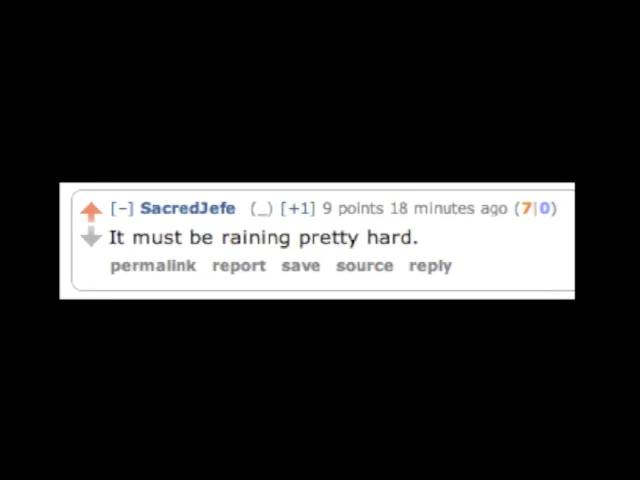 [−] SacredJefe (_) [+1] 9 points 18 minutes ago (7|0)
It must be raining pretty hard.
permalink report save source reply